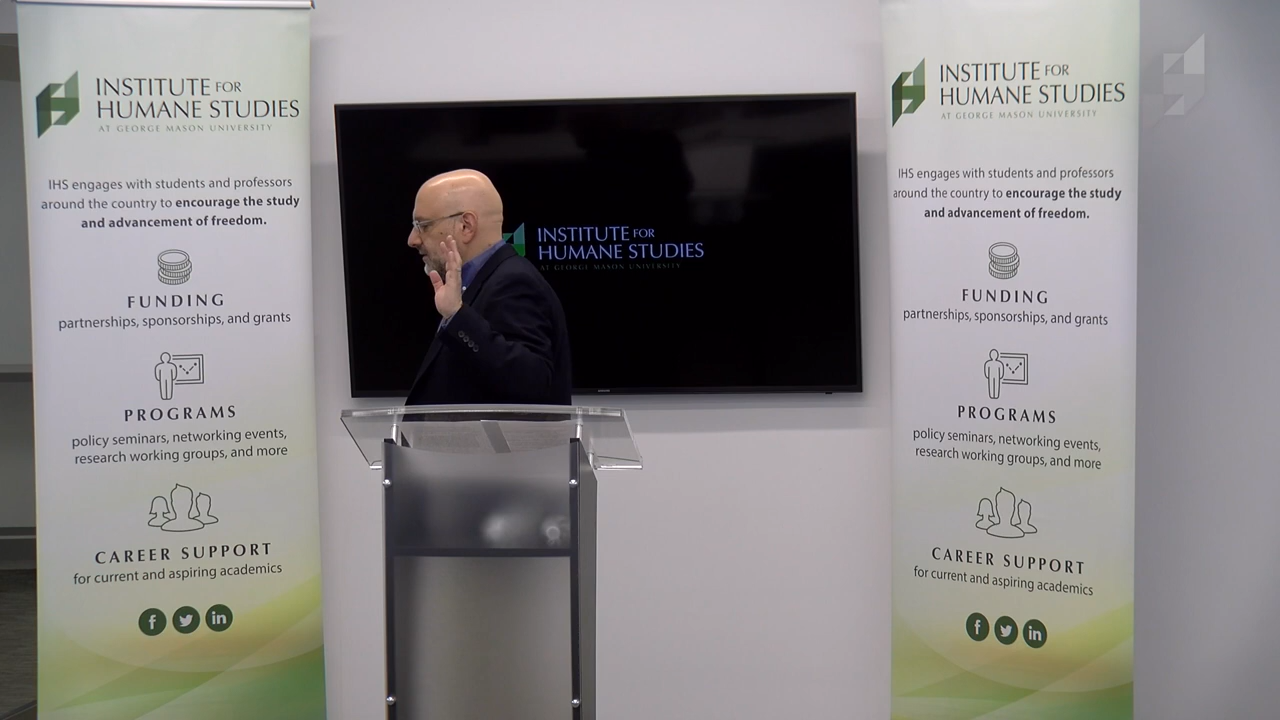 INSTITUTE FOR
HUMANE STUDIES
AT GEORGE MASON UNIVERSITY
IHS engages with students and professors
around the country to encourage the study
and advancement of freedom.
FUNDING
partnerships, sponsorships, and grants
PROGRAMS
policy seminars, networking events,
research working groups, and more
CAREER SUPPORT
for current and aspiring academics
f
in
INSTITUTE FOR
HUMANE STUDIES
AT GEORGE MASON UNIVERSITY
INSTITUTE FOR
HUMANE STUDIES
AT GEORGE MASON UNIVERSITY
IHS engages with students and professors
around the country to encourage the study
and advancement of freedom.
FUNDING
partnerships, sponsorships, and grants
PROGRAMS
policy seminars, networking events,
research working groups, and more
CAREER SUPPORT
for current and aspiring academics
f
in